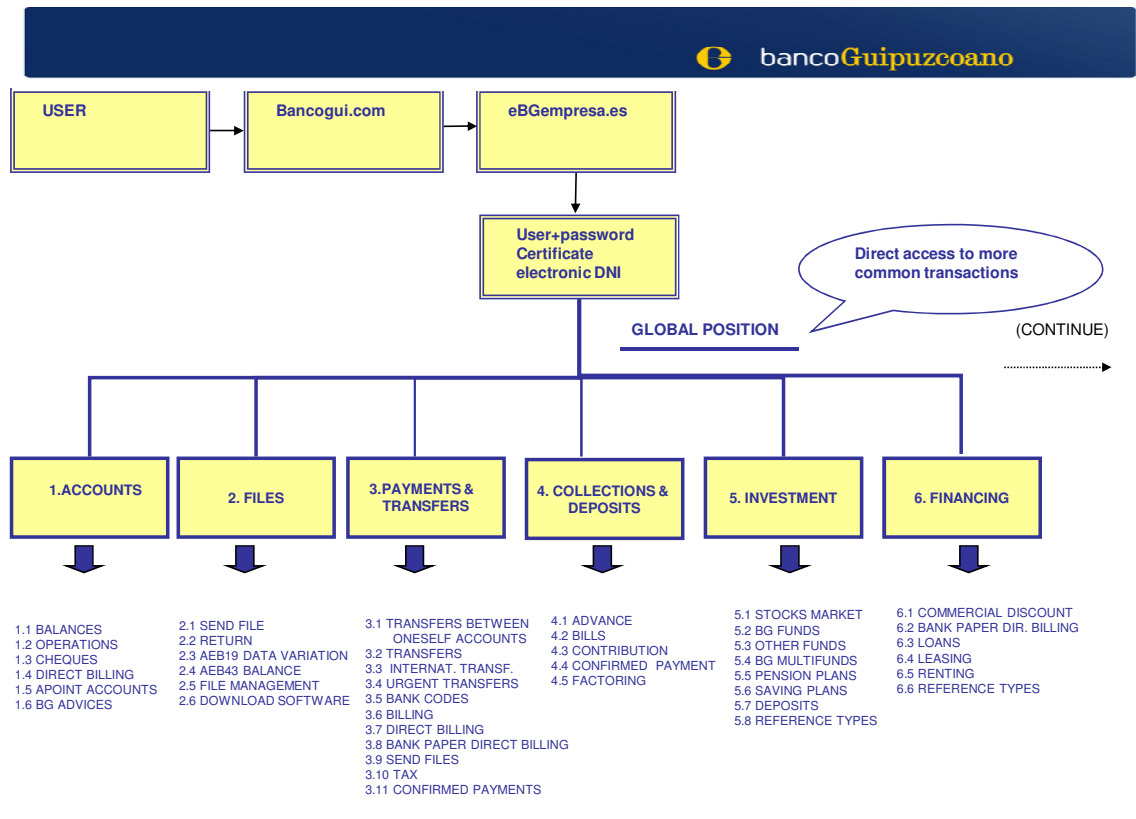 bancoGuipuzcoano
USER
Bancogui.com
eBGempresa.es
User+password
Certificate
electronic DNI
Direct access to more
common transactions
GLOBAL POSITION
(CONTINUE)
1.ACCOUNTS
2. FILES
3.PAYMENTS &
TRANSFERS
4. COLLECTIONS &
DEPOSITS
5. INVESTMENT
6. FINANCING
1.1 BALANCES
1.2 OPERATIONS
1.3 CHEQUES
1.4 DIRECT BILLING
1.5 APOINT ACCOUNTS
1.6 BG ADVICES
2.1 SEND FILE
2.2 RETURN
2.3 AEB19 DATA VARIATION
2.4 AEB43 BALANCE
2.5 FILE MANAGEMENT
2.6 DOWNLOAD SOFTWARE
3.1 TRANSFERS BETWEEN
ONESELF ACCOUNTS
3.2 TRANSFERS
3.3 INTERNAT. TRANSF.
3.4 URGENT TRANSFERS
3.5 BANK CODES
3.6 BILLING
3.7 DIRECT BILLING
3.8 BANK PAPER DIRECT BILLING
3.9 SEND FILES
3.10 TAX
3.11 CONFIRMED PAYMENTS
4.1 ADVANCE
4.2 BILLS
4.3 CONTRIBUTION
4.4 CONFIRMED PAYMENT
4.5 FACTORING
5.1 STOCKS MARKET
5.2 BG FUNDS
5.3 OTHER FUNDS
5.4 BG MULTIFUNDS
5.5 PENSION PLANS
5.6 SAVING PLANS
5.7 DEPOSITS
5.8 REFERENCE TYPES
6.1 COMMERCIAL DISCOUNT
6.2 BANK PAPER DIR. BILLING
6.3 LOANS
6.4 LEASING
6.5 RENTING
6.6 REFERENCE TYPES